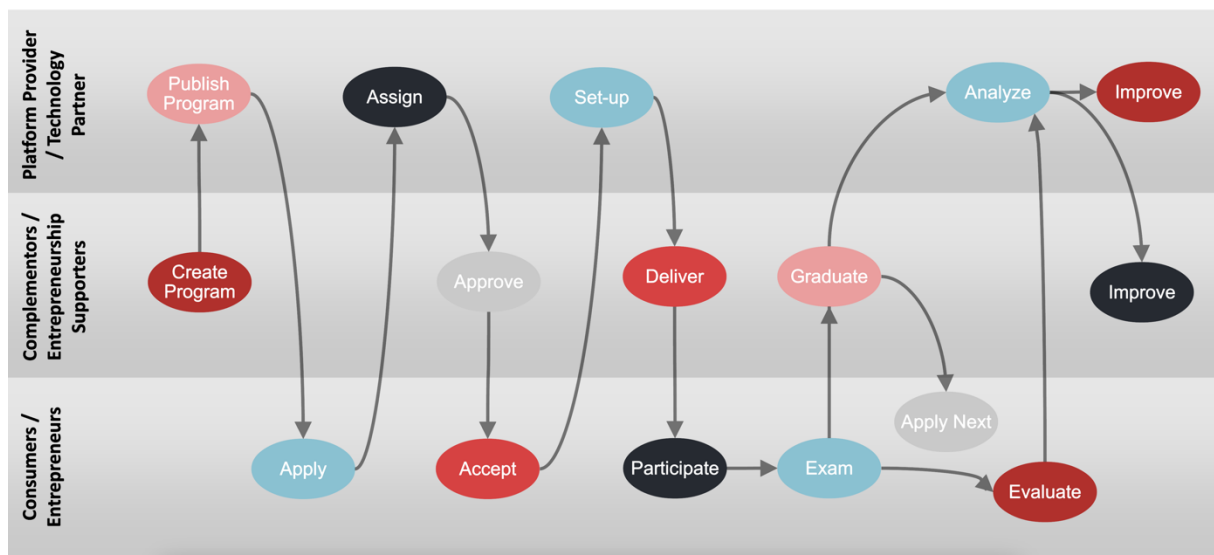 Platform Provider
/ Technology
Partner
Publish
Program
Assign
Set-up
Analyze
Improve
Complementors /
Entrepreneurship
Supporters
Create
Program
Approve
Deliver
Graduate
Improve
Consumers /
Entrepreneurs
Apply
Accept
Participate
Exam
Apply Next
Evaluate